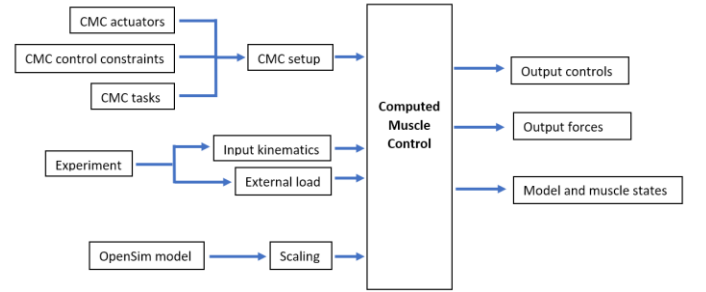 CMC actuators
CMC control constraints
CMC setup
CMC tasks
Experiment
Input kinematics
External load
OpenSim model
Scaling
Computed
Muscle
Control
Output controls
Output forces
Model and muscle states